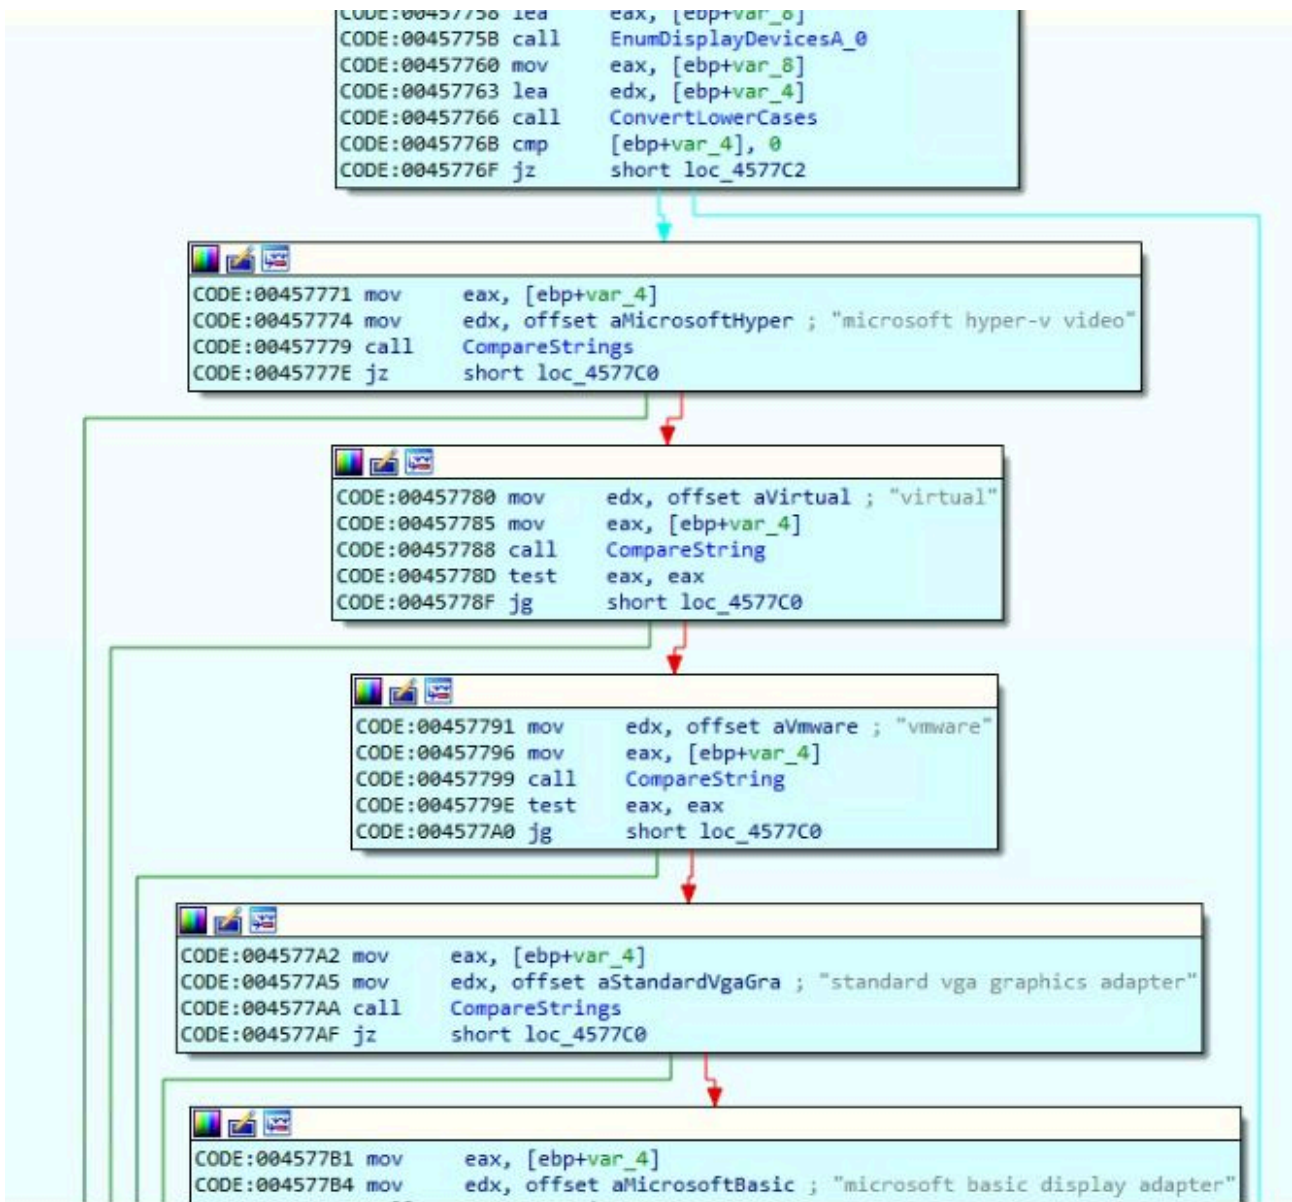 CODE:00457758 lea eax, [ebp+var_8]
CODE:0045775B call EnumDisplayDevicesA_0
CODE:00457760 mov eax, [ebp+var_8]
CODE:00457763 lea edx, [ebp+var_4]
CODE:00457766 call ConvertLowerCases
CODE:0045776B cmp [ebp+var_4], 0
CODE:0045776F jz short loc_4577C2
CODE:00457771 mov eax, [ebp+var_4]
CODE:00457774 mov edx, offset aMicrosoftHyper ; "microsoft hyper-v video"
CODE:00457779 call CompareStrings
CODE:0045777E jz short loc_4577C0
CODE:00457780 mov edx, offset aVirtual ; "virtual"
CODE:00457785 mov eax, [ebp+var_4]
CODE:00457788 call CompareString
CODE:0045778D test eax, eax
CODE:0045778F jg short loc_4577C0
CODE:00457791 mov edx, offset aVmware ; "vmware"
CODE:00457796 mov eax, [ebp+var_4]
CODE:00457799 call CompareString
CODE:0045779E test eax, eax
CODE:004577A0 jg short loc_4577C0
CODE:004577A2 mov eax, [ebp+var_4]
CODE:004577A5 mov edx, offset aStandardVgaGra ; "standard vga graphics adapter"
CODE:004577AA call CompareStrings
CODE:004577AF jz short loc_4577C0
CODE:004577B1 mov eax, [ebp+var_4]
CODE:004577B4 mov edx, offset aMicrosoftBasic ; "microsoft basic display adapter"